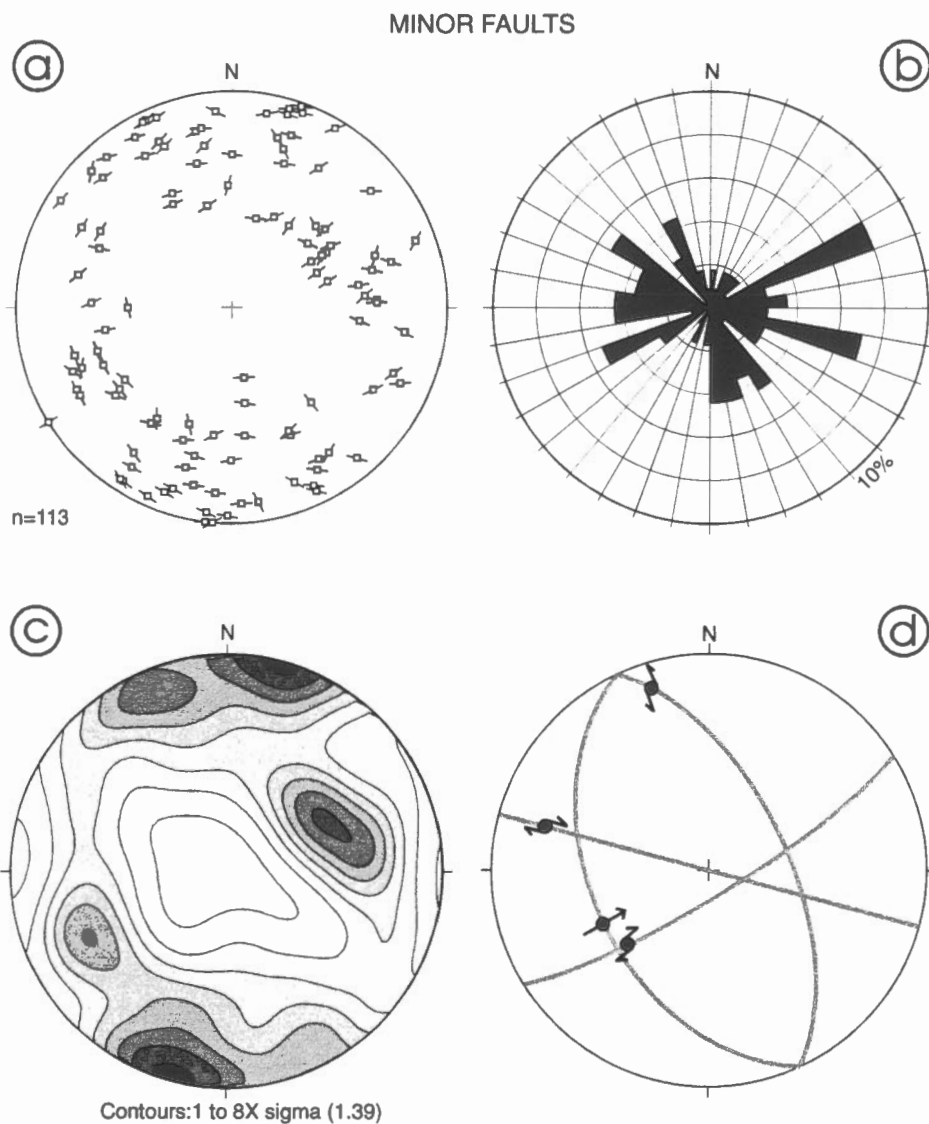 MINOR FAULTS
a
b
N
N
10%
n=113
c
d
N
N
Contours:1 to 8X sigma (1.39)